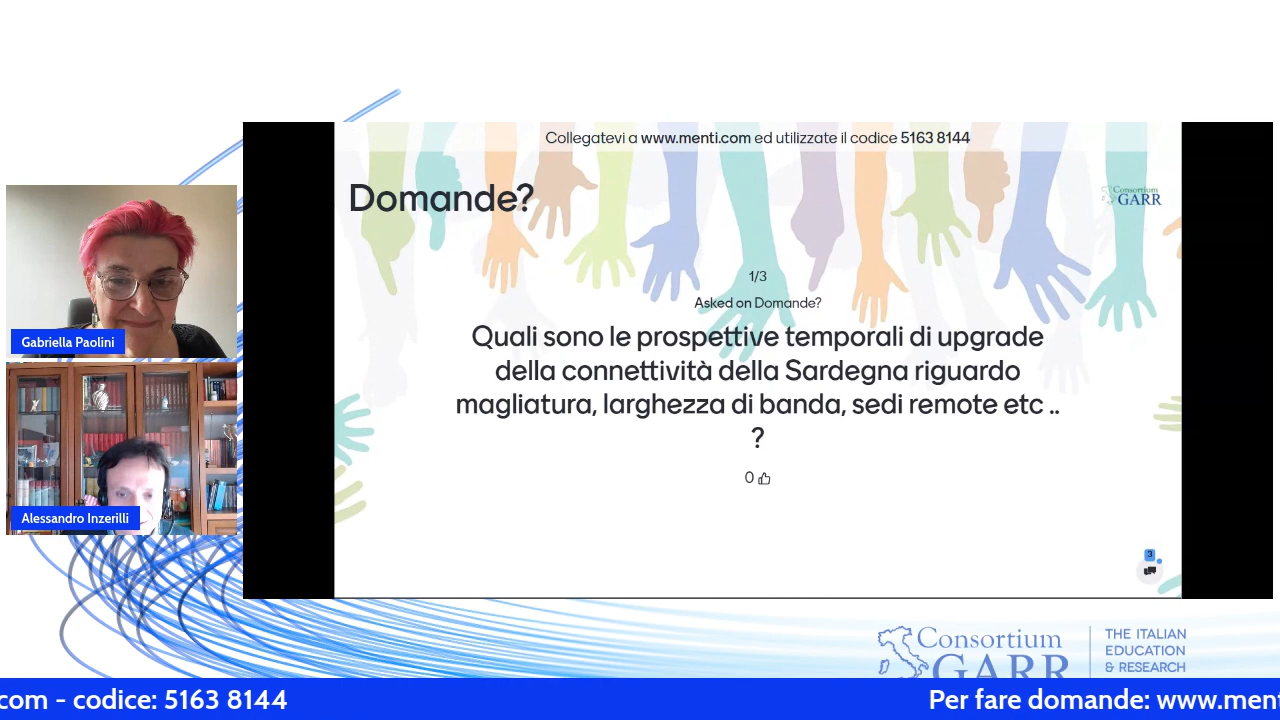 Collegatevi a www.menti.com ed utilizzate il codice 5163 8144
Domande?
Consortium
GARR
1/3
Asked on Domande?
Quali sono le prospettive temporali di upgrade
della connettività della Sardegna riguardo
magliatura, larghezza di banda, sedi remote etc ..
?
0
3
Gabriella Paolini
Alessandro Inzerilli
Consortium
GARR
THE ITALIAN
EDUCATION
& RESEARCH
com - codice: 5163 8144
Per fare domande: www.ment